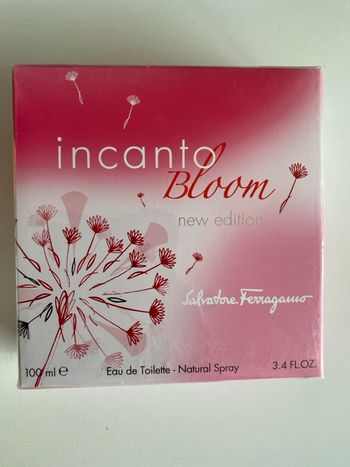 incanto
Bloom
new edition
Salvatore Ferragamo
100 ml e Eau de Toilette - Natural Spray 3.4 FL.OZ.